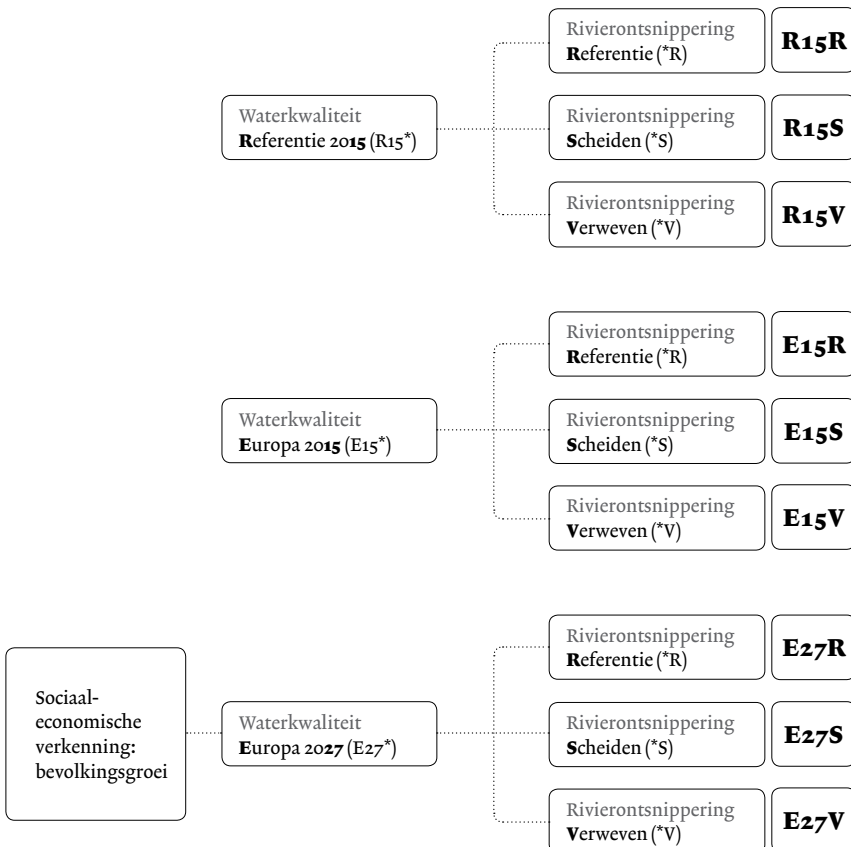 Rivierontsnippering
Referentie (*R)
R15R
Waterkwaliteit
Referentie 2015 (R15*)
Rivierontsnippering
Scheiden (*S)
R15S
Rivierontsnippering
Verweven (*V)
R15V
Rivierontsnippering
Referentie (*R)
E15R
Waterkwaliteit
Europa 2015 (E15*)
Rivierontsnippering
Scheiden (*S)
E15S
Rivierontsnippering
Verweven (*V)
E15V
Rivierontsnippering
Referentie (*R)
E27R
Sociaal-
economische
verkenning:
bevolkingsgroei
Waterkwaliteit
Europa 2027 (E27*)
Rivierontsnippering
Scheiden (*S)
E27S
Rivierontsnippering
Verweven (*V)
E27V